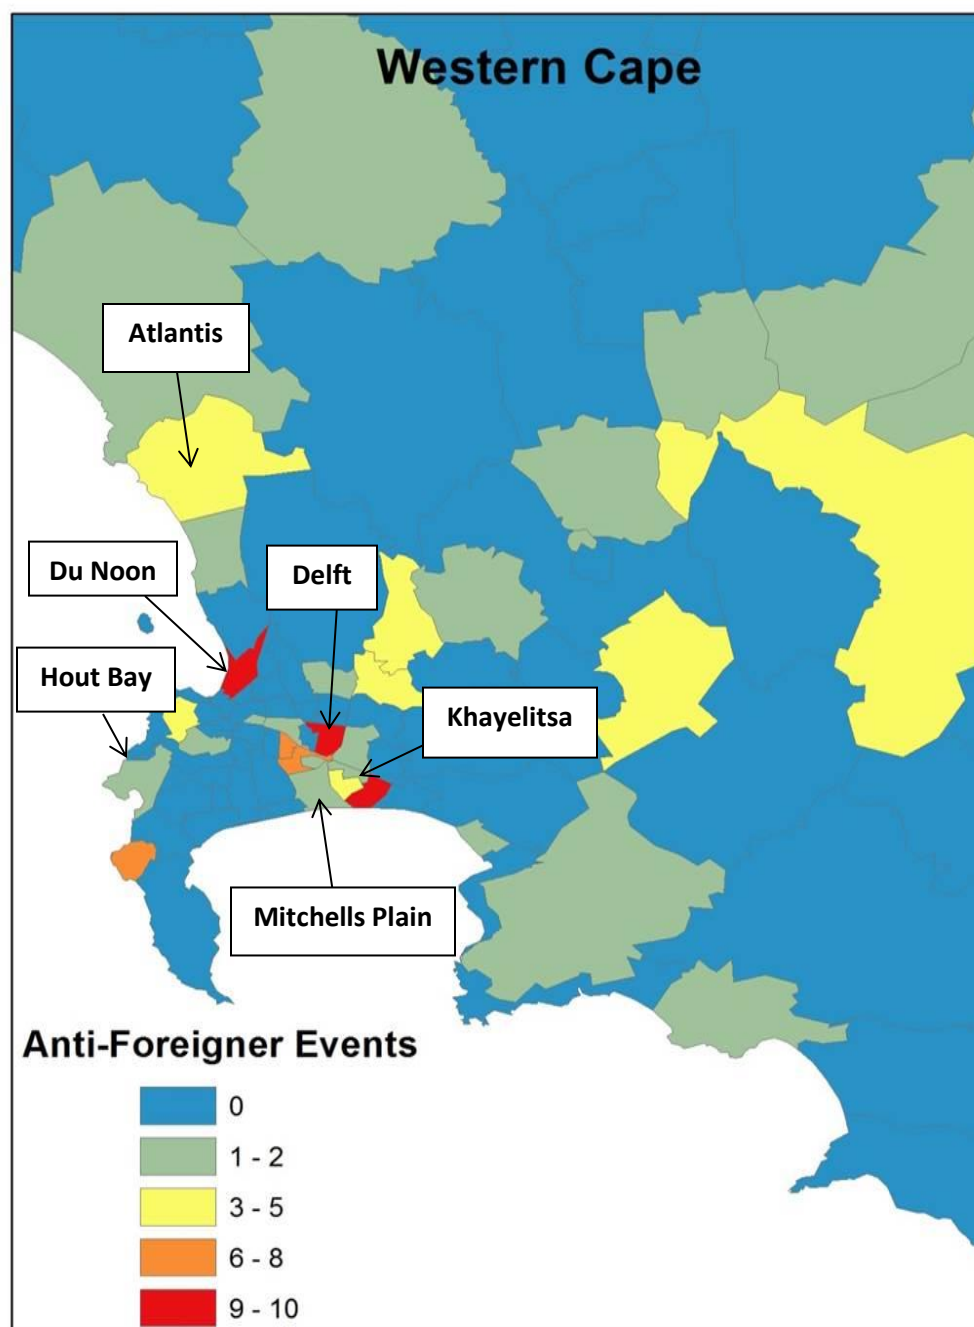 Western Cape
Atlantis
Du Noon
Delft
Hout Bay
Khayelitsa
Mitchells Plain
Anti-Foreigner Events
0
1 - 2
3 - 5
6 - 8
9 - 10